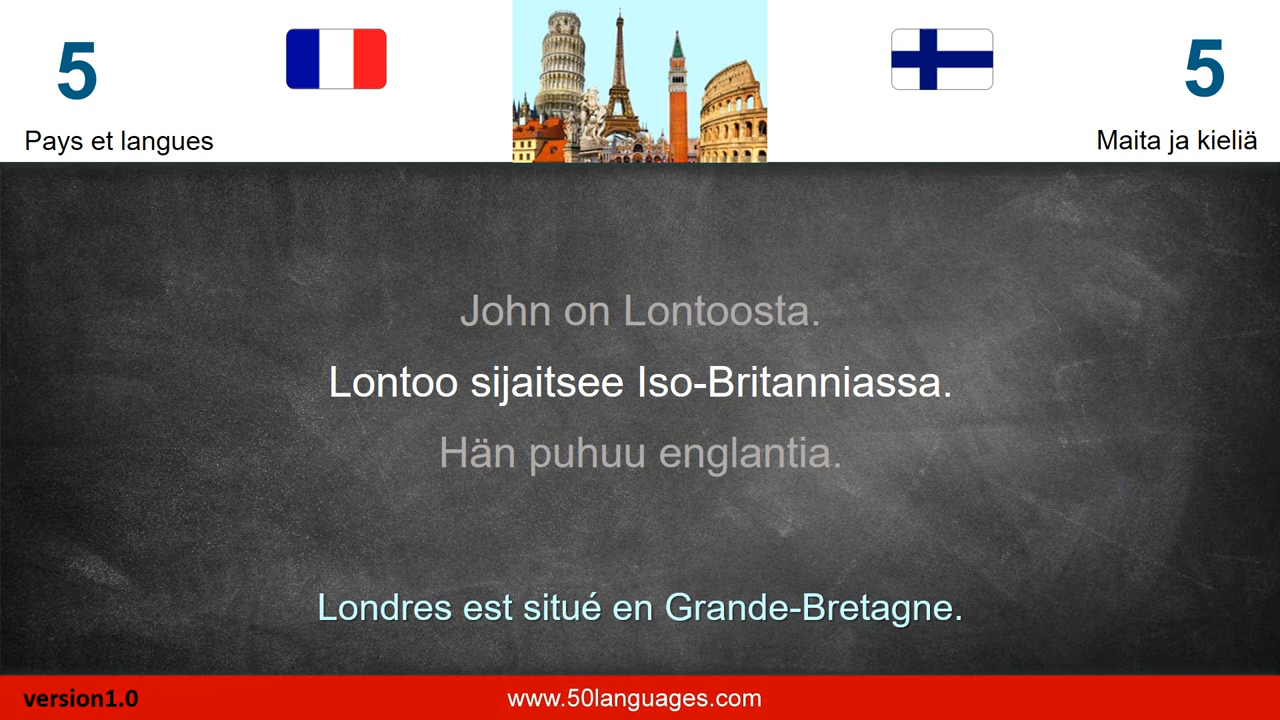 5
5
Pays et langues
Maita ja kieliä
John on Lontoosta.
Lontoo sijaitsee Iso-Britanniassa.
Hän puhuu englantia.
Londres est situé en Grande-Bretagne.
version1.0
www.50languages.com